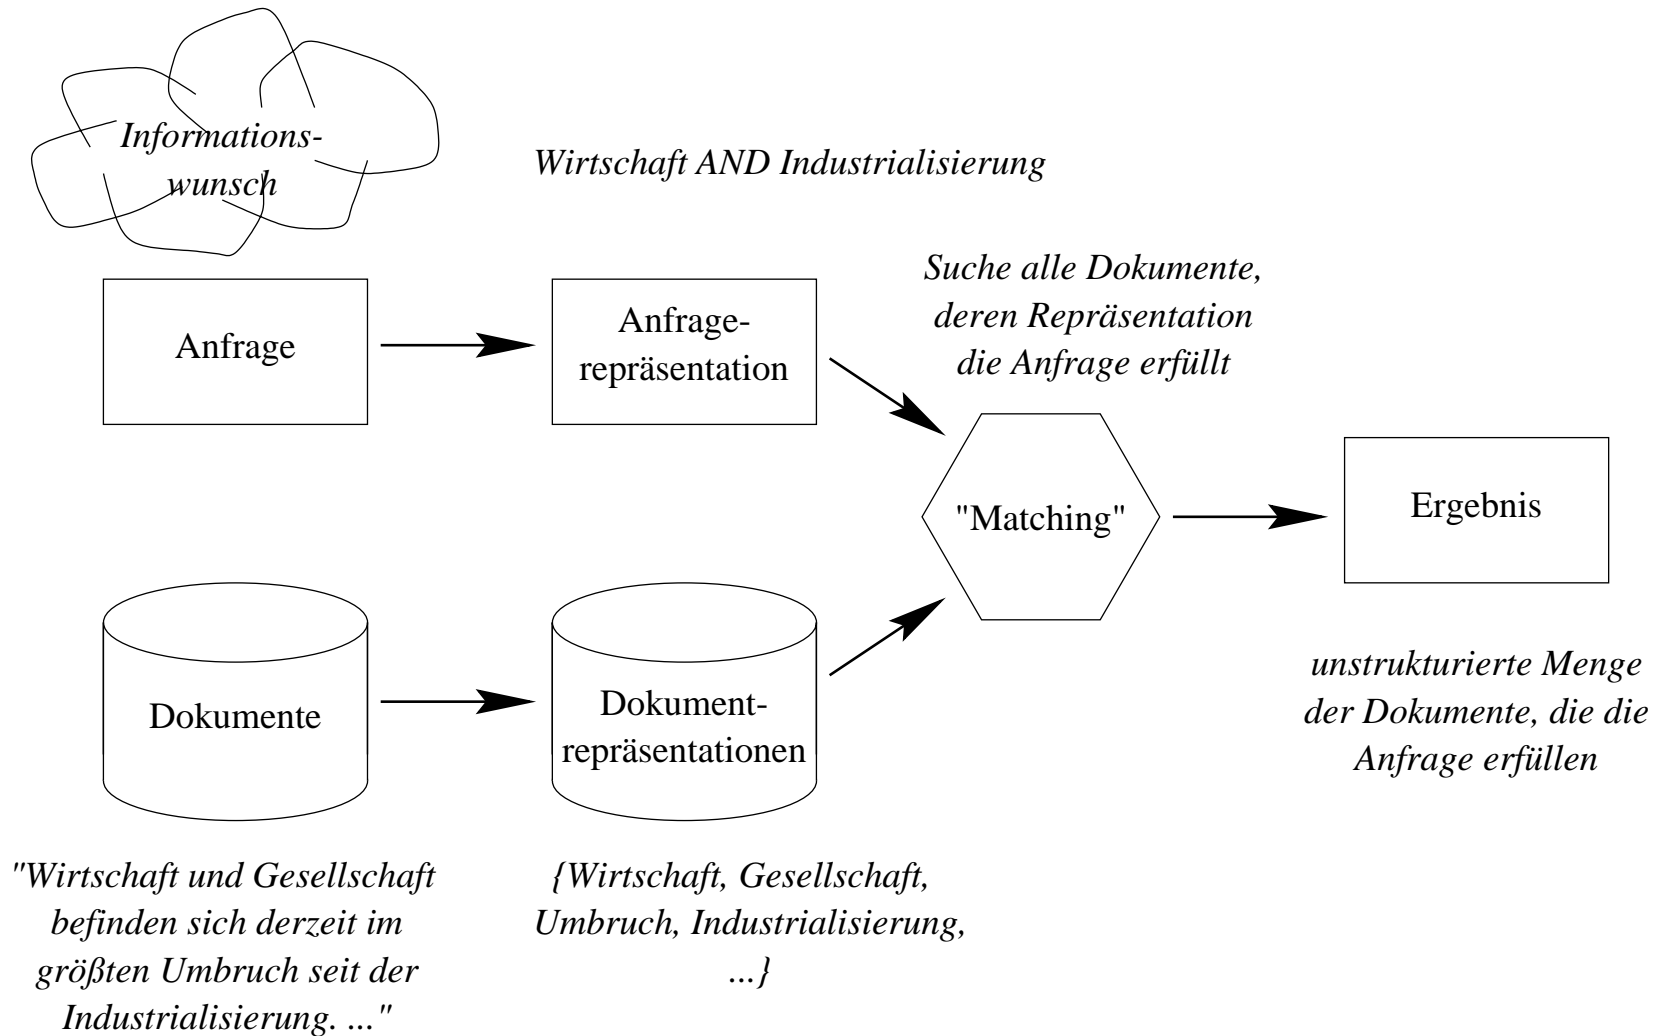 Informations-
wunsch
Wirtschaft AND Industrialisierung
Suche alle Dokumente,
deren Repräsentation
die Anfrage erfüllt
Anfrage
Anfrage-
repräsentation
"Matching"
Ergebnis
unstrukturierte Menge
der Dokumente, die die
Anfrage erfüllen
Dokumente
Dokument-
repräsentationen
"Wirtschaft und Gesellschaft
befinden sich derzeit im
größten Umbruch seit der
Industrialisierung. ..."
{Wirtschaft, Gesellschaft,
Umbruch, Industrialisierung,
...}